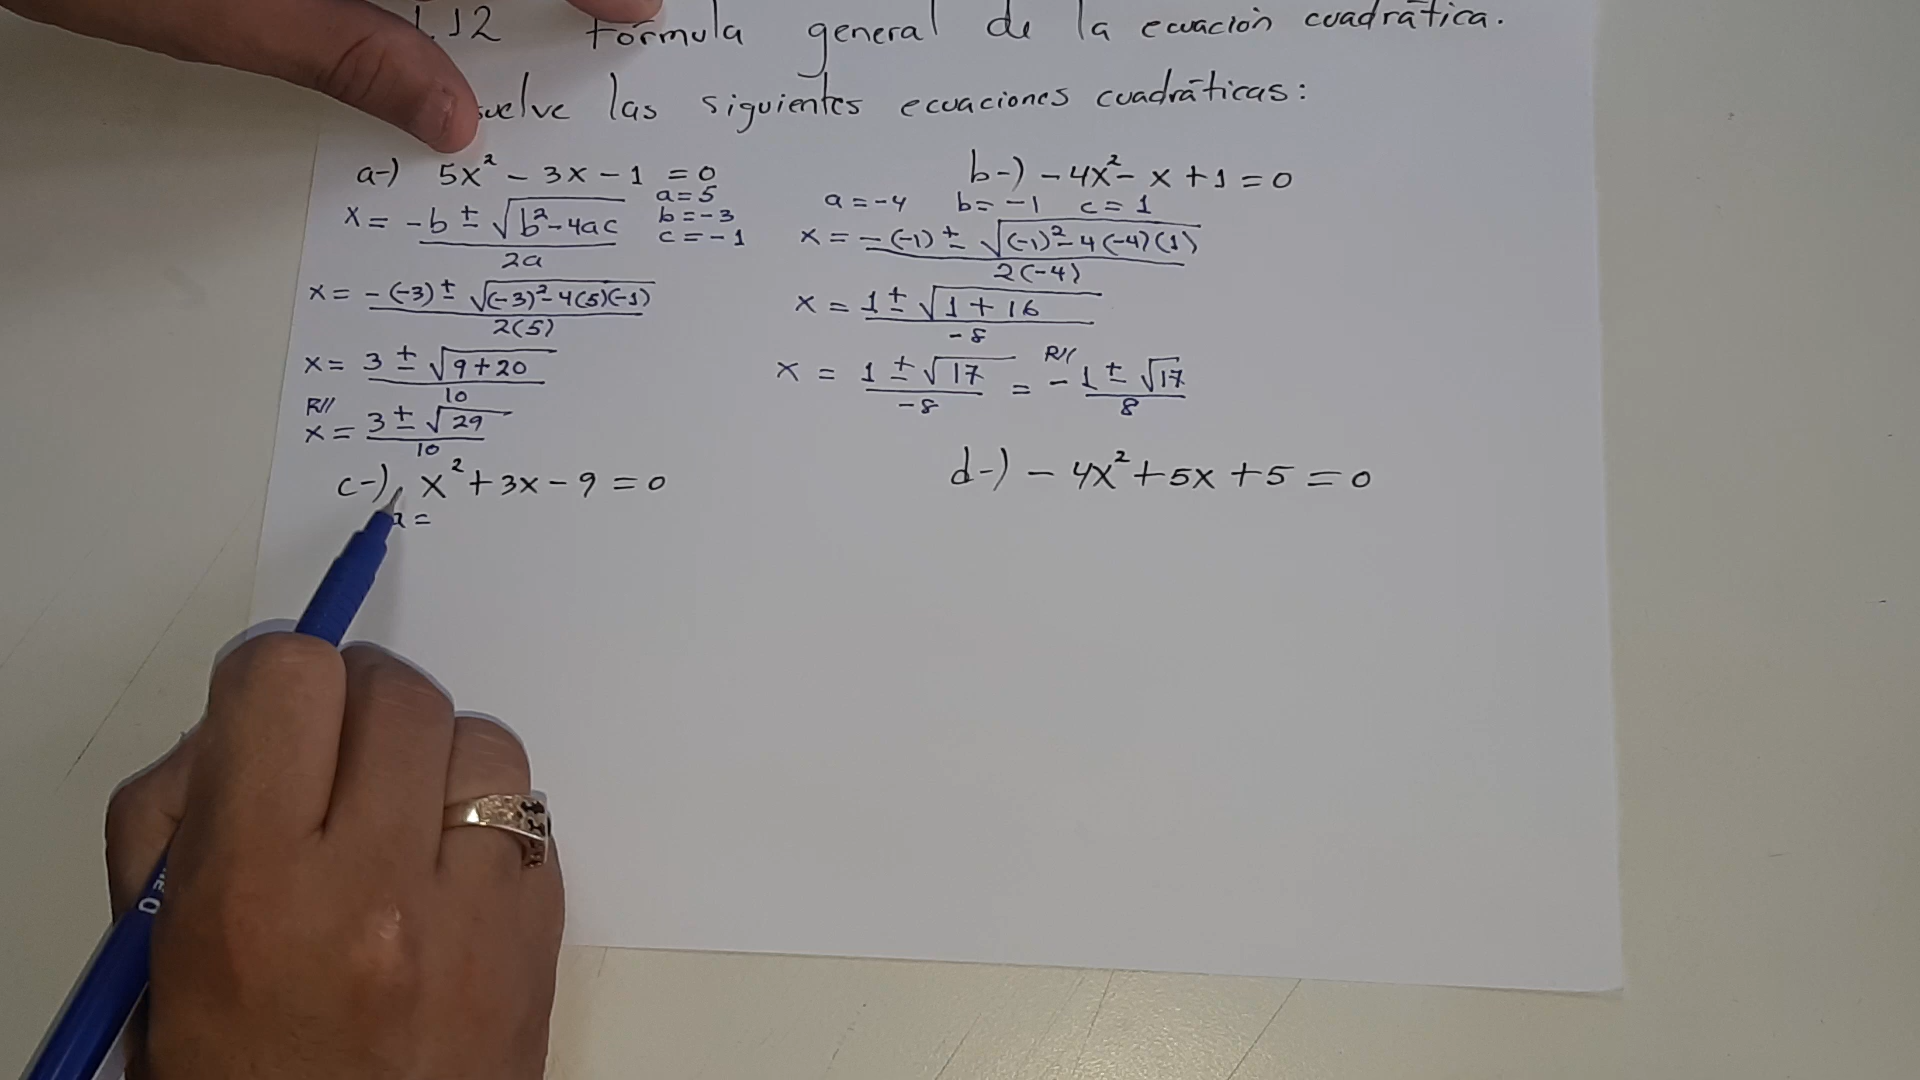 1.12 fórmula general de la ecuación cuadrática.
suelve las siguientes ecuaciones cuadráticas:
a-) 5x² - 3x - 1 = 0
a = 5
b = -3
c = -1
x = -b ± √b² - 4ac / 2a
x = -(-3) ± √(-3)² - 4(5)(-1) / 2(5)
x = 3 ± √9 + 20 / 10
R// x = 3 ± √29 / 10
b-) -4x² - x + 1 = 0
a = -4 b = -1 c = 1
x = -(-1) ± √(-1)² - 4(-4)(1) / 2(-4)
x = 1 ± √1 + 16 / -8
x = 1 ± √17 / -8 = R// - 1 ± √17 / 8
c-) x² + 3x - 9 = 0
a =
d-) - 4x² + 5x + 5 = 0